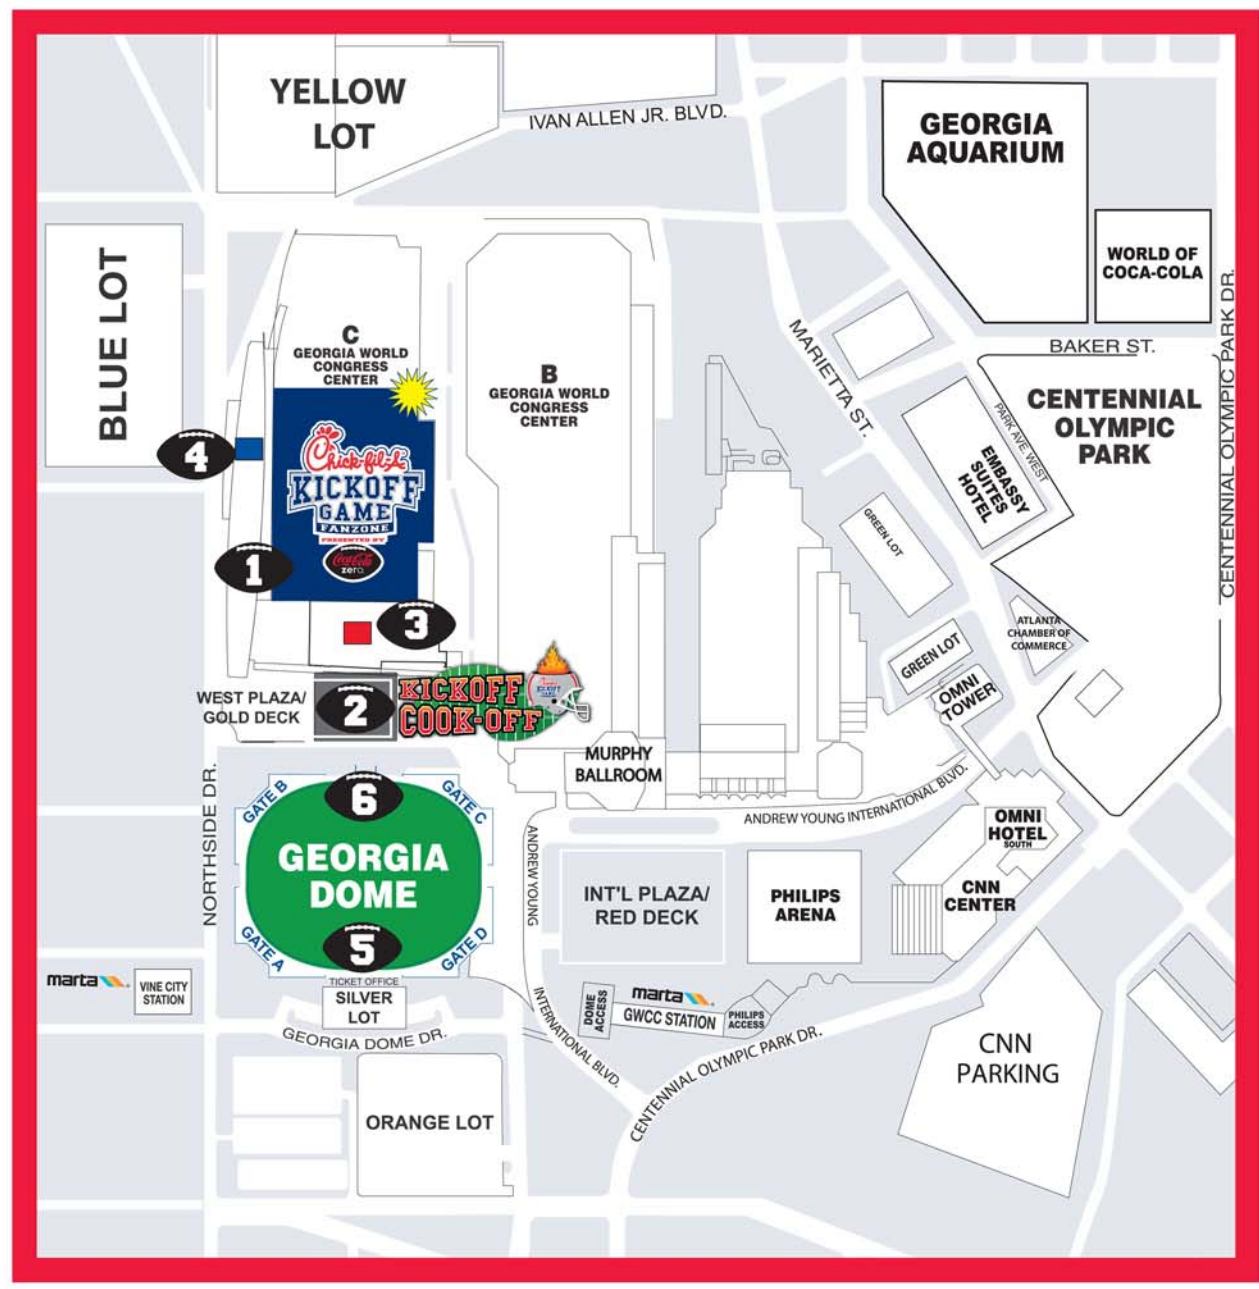 YELLOW
LOT
IVAN ALLEN JR. BLVD.
GEORGIA
AQUARIUM
WORLD OF
COCA-COLA
BLUE LOT
C
GEORGIA WORLD
CONGRESS
CENTER
B
GEORGIA WORLD
CONGRESS
CENTER
MARIETTA ST.
BAKER ST.
CENTENNIAL OLYMPIC PARK DR.
CENTENNIAL
OLYMPIC
PARK
PARK AVE. WEST
EMBASSY
SUITES
HOTEL
Chick-fil-A
KICKOFF
GAME
FANZONE
PRESENTED BY
Coca-Cola
zero
4
1
3
GREEN LOT
ATLANTA
CHAMBER OF
COMMERCE
GREEN LOT
OMNI
TOWER
WEST PLAZA/
GOLD DECK
2
KICKOFF
COOK-OFF
MURPHY
BALLROOM
NORTHSIDE DR.
GATE B
6
GATE C
GEORGIA
DOME
GATE A
5
GATE D
ANDREW YOUNG
INTERNATIONAL BLVD.
ANDREW YOUNG INTERNATIONAL BLVD.
OMNI
HOTEL
SOUTH
CNN
CENTER
INT'L PLAZA/
RED DECK
PHILIPS
ARENA
marta
VINE CITY
STATION
TICKET OFFICE
SILVER
LOT
GEORGIA DOME DR.
DOME
ACCESS
marta
GWCC STATION
PHILIPS
ACCESS
CENTENNIAL OLYMPIC PARK DR.
CNN
PARKING
ORANGE LOT